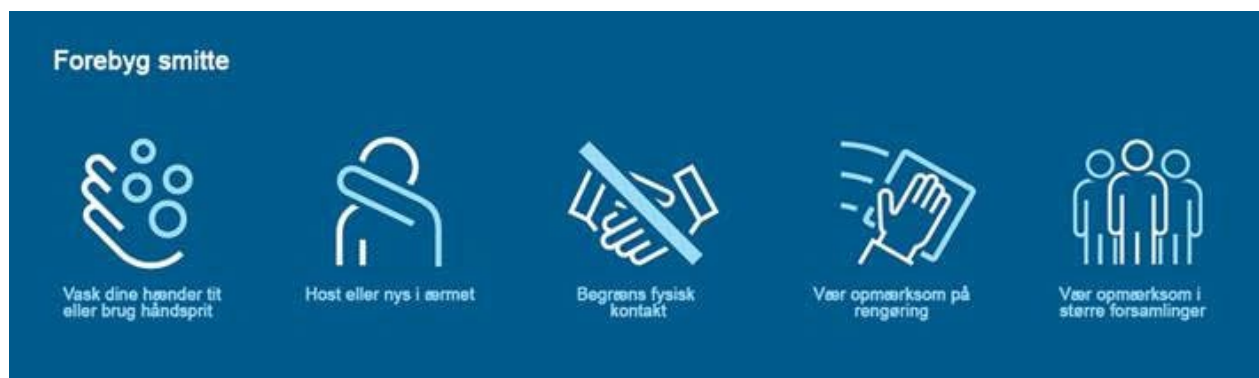 Forebyg smitte
Vask dine hænder tit
eller brug håndsprit
Host eller nys i ærmet
Begræns fysisk
kontakt
Vær opmærksom på
rengøring
Vær opmærksom i
større forsamlinger